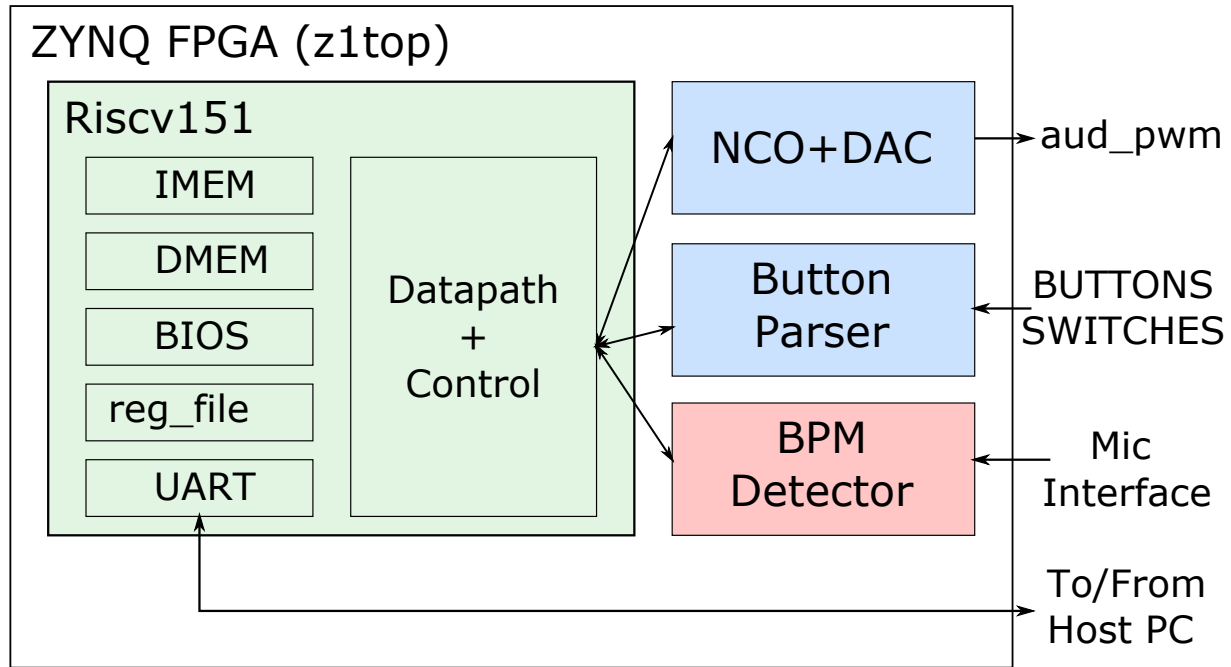 ZYNQ FPGA (z1top)
Riscv151
IMEM
DMEM
BIOS
reg_file
UART
Datapath
+
Control
NCO+DAC
Button
Parser
BPM
Detector
aud_pwm
BUTTONS
SWITCHES
Mic
Interface
To/From
Host PC